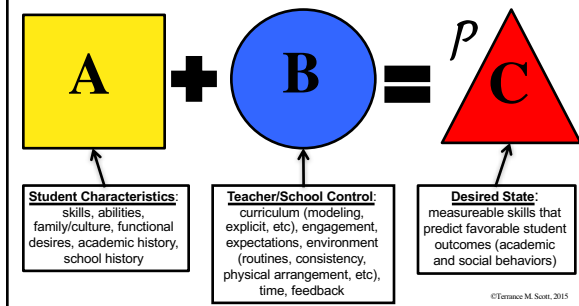 A + B = p C
Student Characteristics:
skills, abilities,
family/culture, functional
desires, academic history,
school history
Teacher/School Control:
curriculum (modeling,
explicit, etc), engagement,
expectations, environment
(routines, consistency,
physical arrangement, etc),
time, feedback
Desired State:
measureable skills that
predict favorable student
outcomes (academic
and social behaviors)
©Terrance M. Scott, 2015